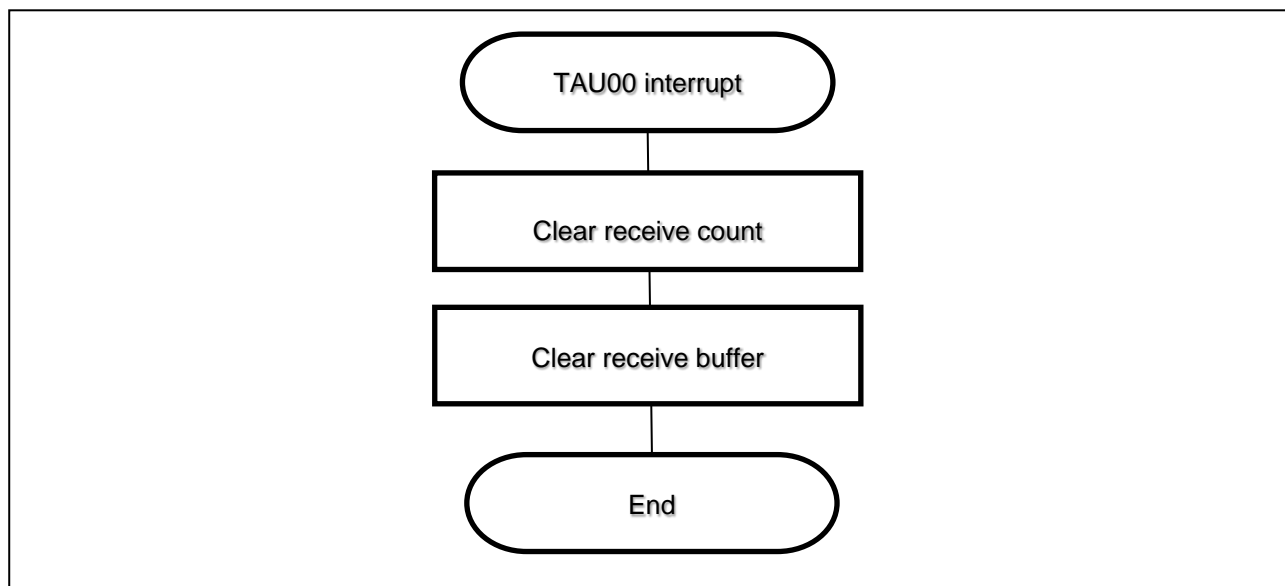 TAU00 interrupt
Clear receive count
Clear receive buffer
End